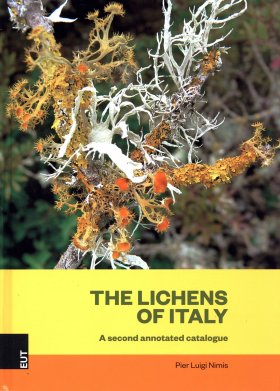 THE LICHENS
OF ITALY
A second annotated catalogue
Pier Luigi Nimis
EUT